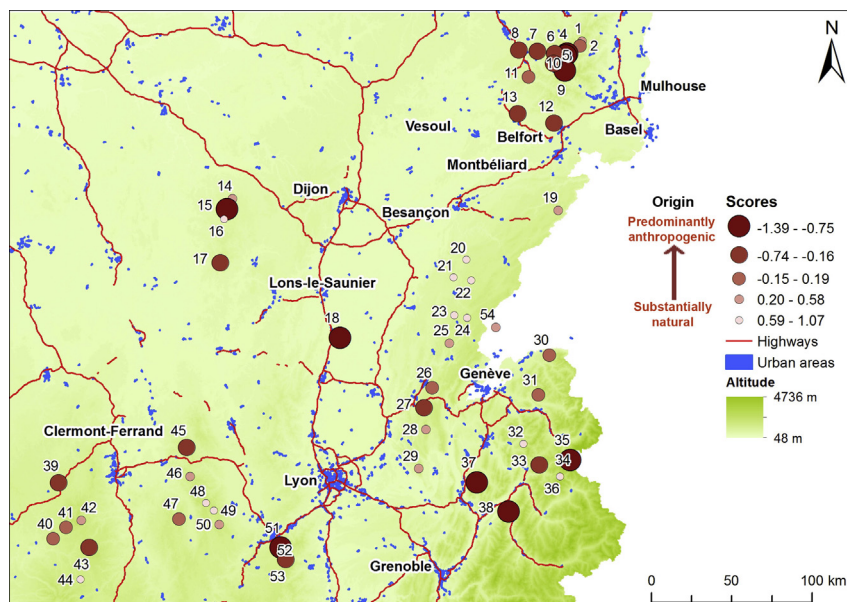 N
8 7 6 4 1
5 2
10
11 9
13 12
Mulhouse
Vesoul
Belfort Basel
Montbéliard
14
15
16
Dijon
Besançon
19
17
20
21
22
Lons-le-Saunier
18
23
25 24 54
30
26 Genève
31
27
28
29
32 35
33 34
36
37
38
Clermont-Ferrand
45
39
46
48
47 49
50
41 42
40
43
44
Lyon
51
52
53
Grenoble
Origin Scores
Predominantly
anthropogenic
Substantially
natural
-1.39 - -0.75
-0.74 - -0.16
-0.15 - 0.19
0.20 - 0.58
0.59 - 1.07
Highways
Urban areas
Altitude
4736 m
48 m
0 50 100 km